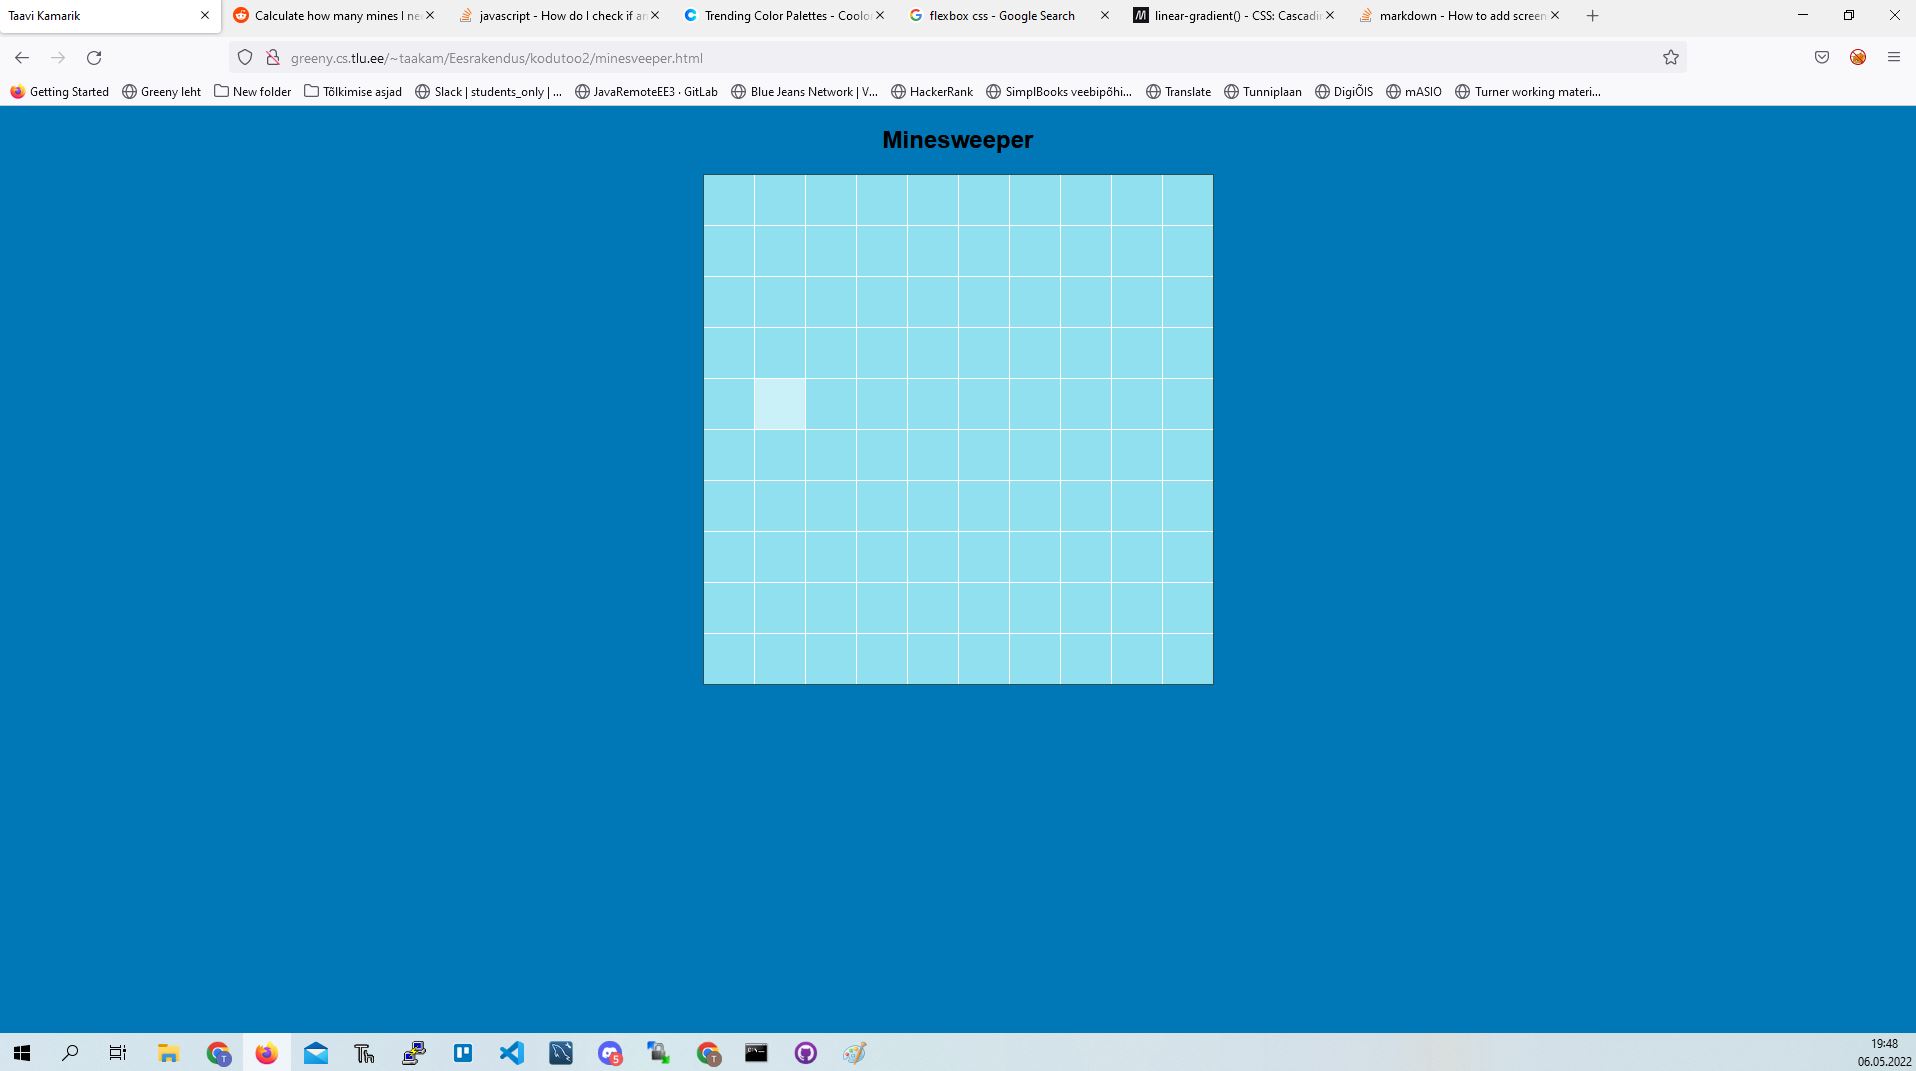 Taavi Kamarik
Calculate how many mines I ne
javascript - How do I check if an
Trending Color Palettes - Coolor
flexbox css - Google Search
linear-gradient() - CSS: Cascadin
markdown - How to add screen
greeny.cs.tlu.ee/~taakam/Eesrakendus/kodutoo2/minesveeper.html
Getting Started
Greeny leht
New folder
Tõlkimise asjad
Slack | students_only | ...
JavaRemoteEE3 · GitLab
Blue Jeans Network | V...
HackerRank
SimplBooks veebipõhi...
Translate
Tunniplaan
DigiÕIS
mASIO
Turner working materi...
Minesweeper
19:48
06.05.2022